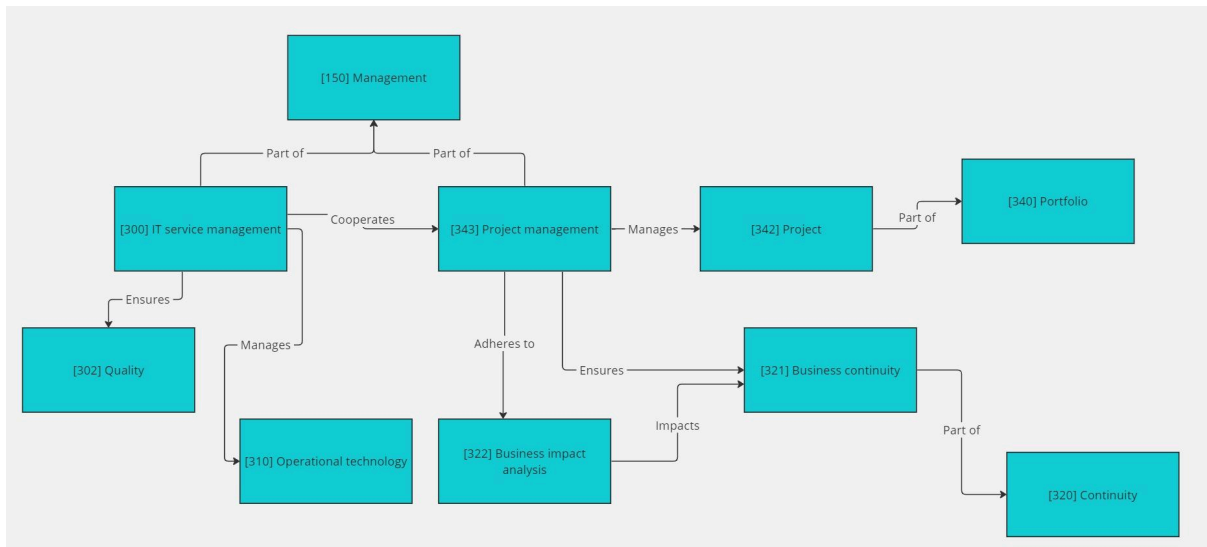 [150] Management
Part of
Part of
[300] IT service management
Cooperates
[343] Project management
Manages
[342] Project
Part of
[340] Portfolio
Ensures
[302] Quality
Manages
[310] Operational technology
Adheres to
[322] Business impact
analysis
Ensures
Impacts
[321] Business continuity
Part of
[320] Continuity